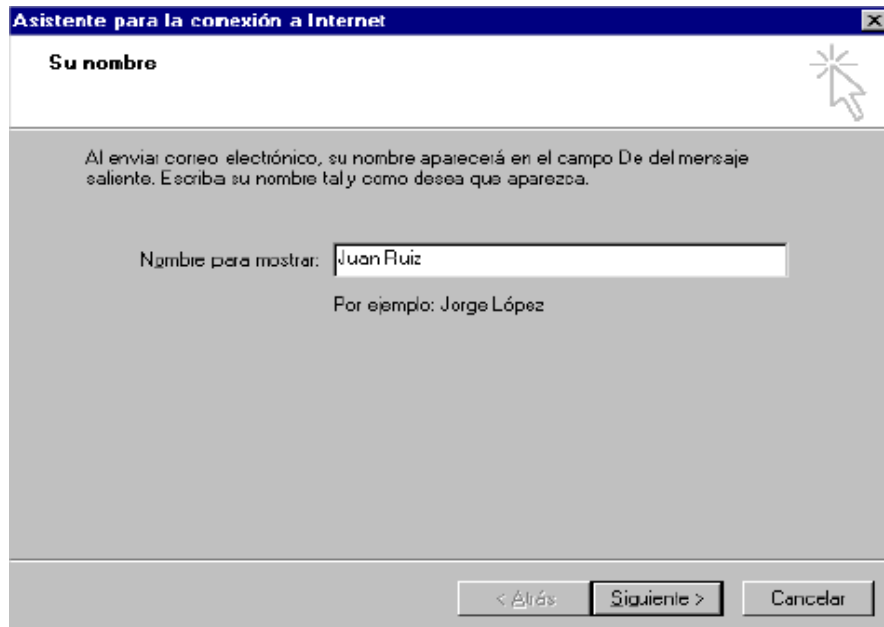 Asistente para la conexión a Internet
Su nombre
Al enviar correo electrónico, su nombre aparecerá en el campo De del mensaje
saliente. Escriba su nombre tal y como desea que aparezca.
Nombre para mostrar: Juan Ruiz
Por ejemplo: Jorge López
< Atrás Siguiente > Cancelar